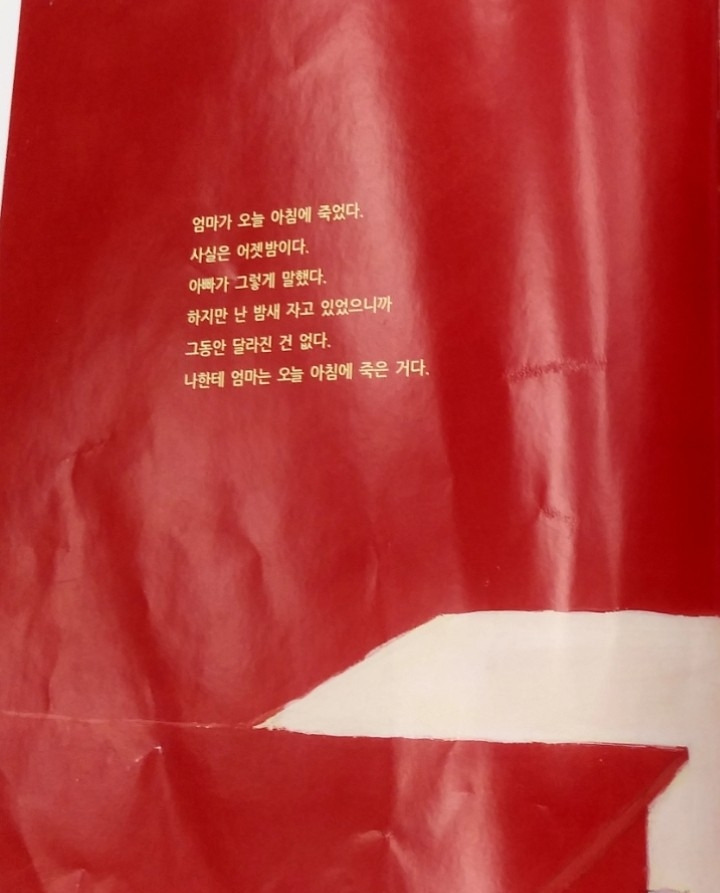 엄마가 오늘 아침에 죽었다.
사실은 어젯밤이다.
아빠가 그렇게 말했다.
하지만 난 밤새 자고 있었으니까
그동안 달라진 건 없다.
나한테 엄마는 오늘 아침에 죽은 거다.